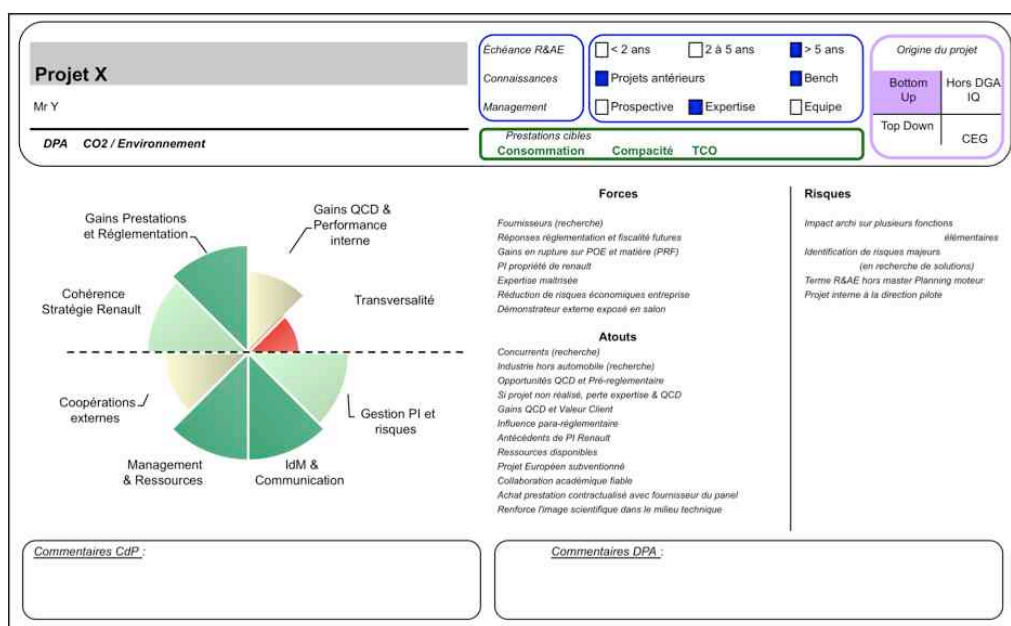 Projet X
Mr Y
DPA CO2 / Environnement
Échéance R&AE
Connaissances
Management
< 2 ans 2 à 5 ans > 5 ans
Projets antérieurs Bench
Prospective Expertise Equipe
Prestations cibles
Consommation Compacité TCO
Origine du projet
Bottom Up
Hors DGA IQ
Top Down
CEG
Gains Prestations
et Réglementation
Gains QCD &
Performance
interne
Cohérence
Stratégie Renault
Transversalité
Coopérations
externes
Gestion PI et
risques
Management
& Ressources
IdM &
Communication
Forces
Fournisseurs (recherche)
Réponses réglementation et fiscalité futures
Gains en rupture sur POE et matière (PRF)
PI propriété de renault
Expertise maitrisée
Réduction de risques économiques entreprise
Démonstrateur externe exposé en salon
Atouts
Concurrents (recherche)
Industrie hors automobile (recherche)
Opportunités QCD et Pré-reglementaire
Si projet non réalisé, perte expertise & QCD
Gains QCD et Valeur Client
Influence para-réglementaire
Antécédents de PI Renault
Ressources disponibles
Projet Européen subventionné
Collaboration académique fiable
Achat prestation contractualisé avec fournisseur du panel
Renforce l'image scientifique dans le milieu technique
Risques
Impact archi sur plusieurs fonctions
élémentaires
Identification de risques majeurs
(en recherche de solutions)
Terme R&AE hors master Planning moteur
Projet interne à la direction pilote
Commentaires CdP :
Commentaires DPA :